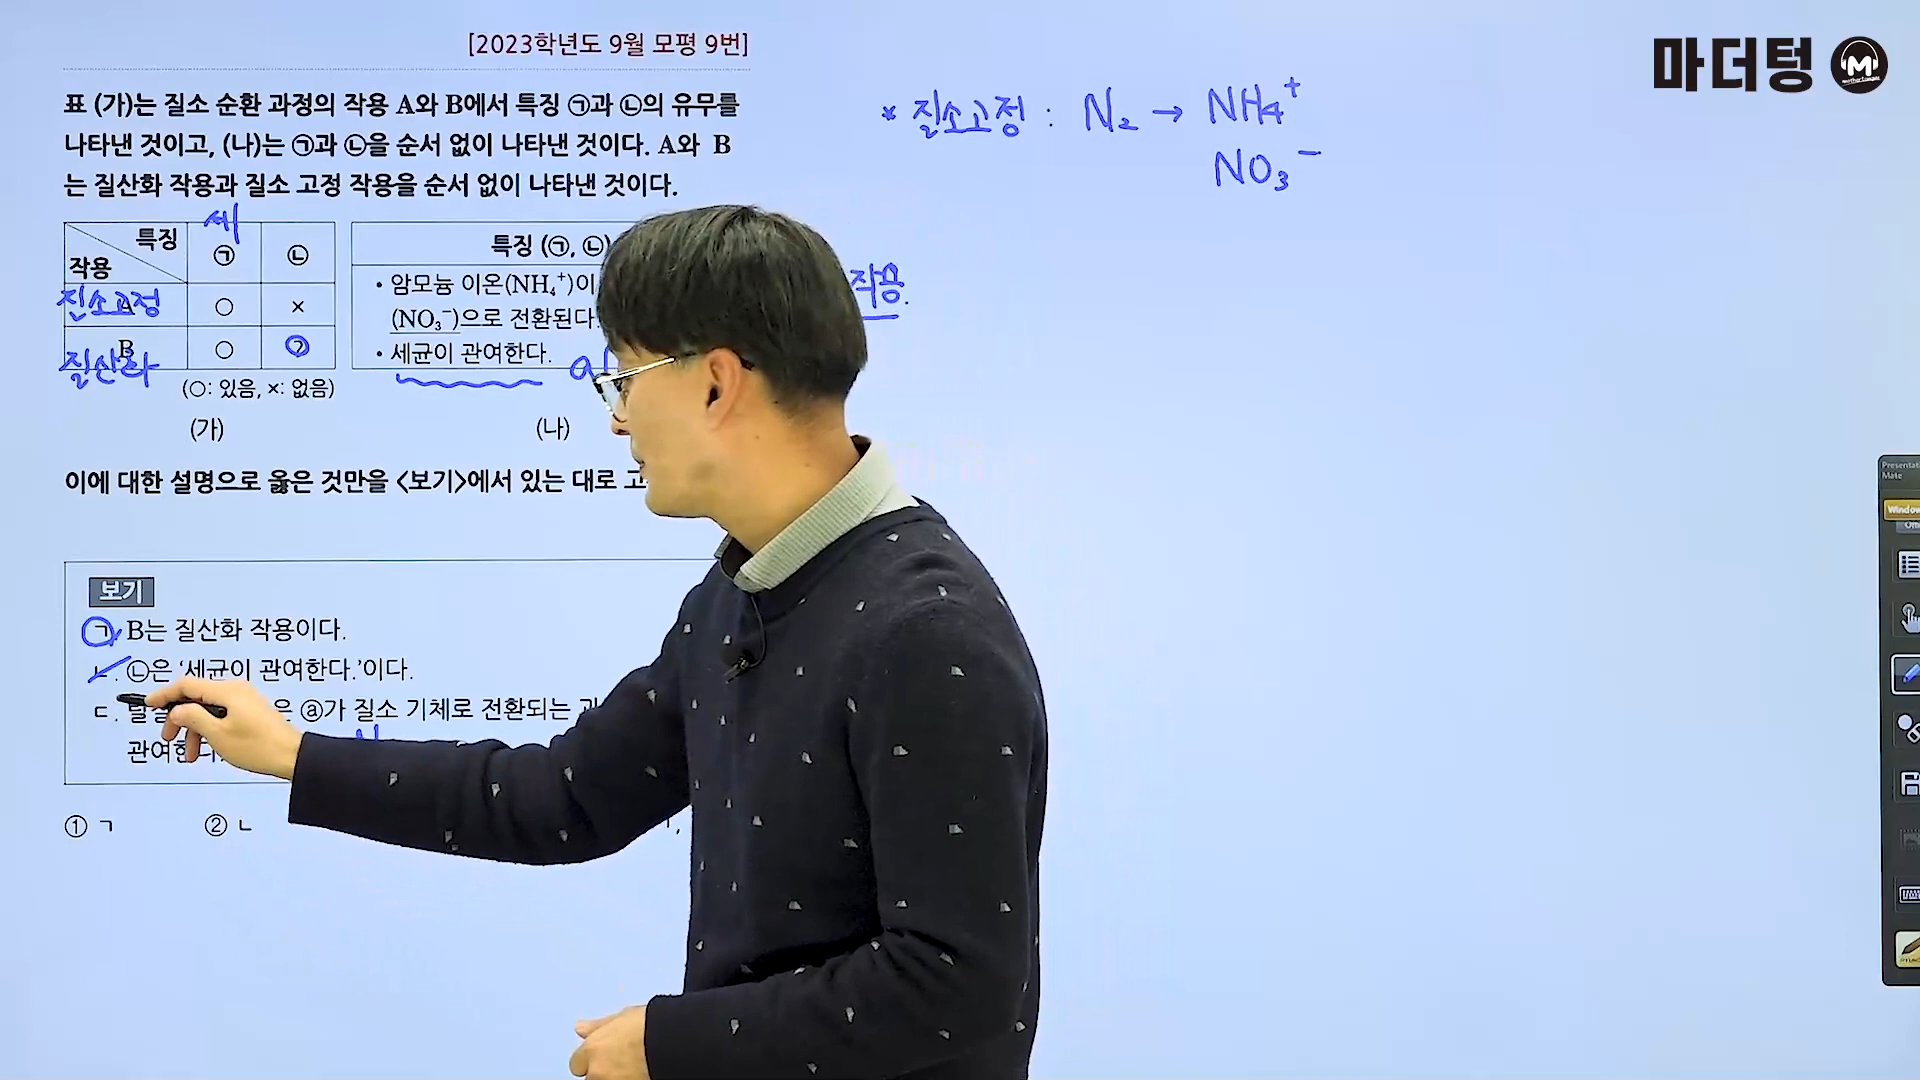 [2023학년도 9월 모평 9번]
마더텅
표 (가)는 질소 순환 과정의 작용 A와 B에서 특징 ㉠과 ㉡의 유무를
나타낸 것이고, (나)는 ㉠과 ㉡을 순서 없이 나타낸 것이다. A와 B
는 질산화 작용과 질소 고정 작용을 순서 없이 나타낸 것이다.
* 질소고정 : N₂ → NH₄⁺
NO₃⁻
세
특징
작용
㉠ ㉡
질소고정 ○ ×
B ○ ?
질산화
(○: 있음, ×: 없음)
(가)
특징 (㉠, ㉡)
• 암모늄 이온(NH₄⁺)이
(NO₃⁻)으로 전환된다.
• 세균이 관여한다.
(나)
작용.
이에 대한 설명으로 옳은 것만을 <보기>에서 있는 대로
보기
ㄱ. B는 질산화 작용이다.
ㄴ. ㉡은 ‘세균이 관여한다.’이다.
ㄷ. 은 ⓐ가 질소 기체로 전환되는
① ㄱ ② ㄴ
Presentat
Mate
Window